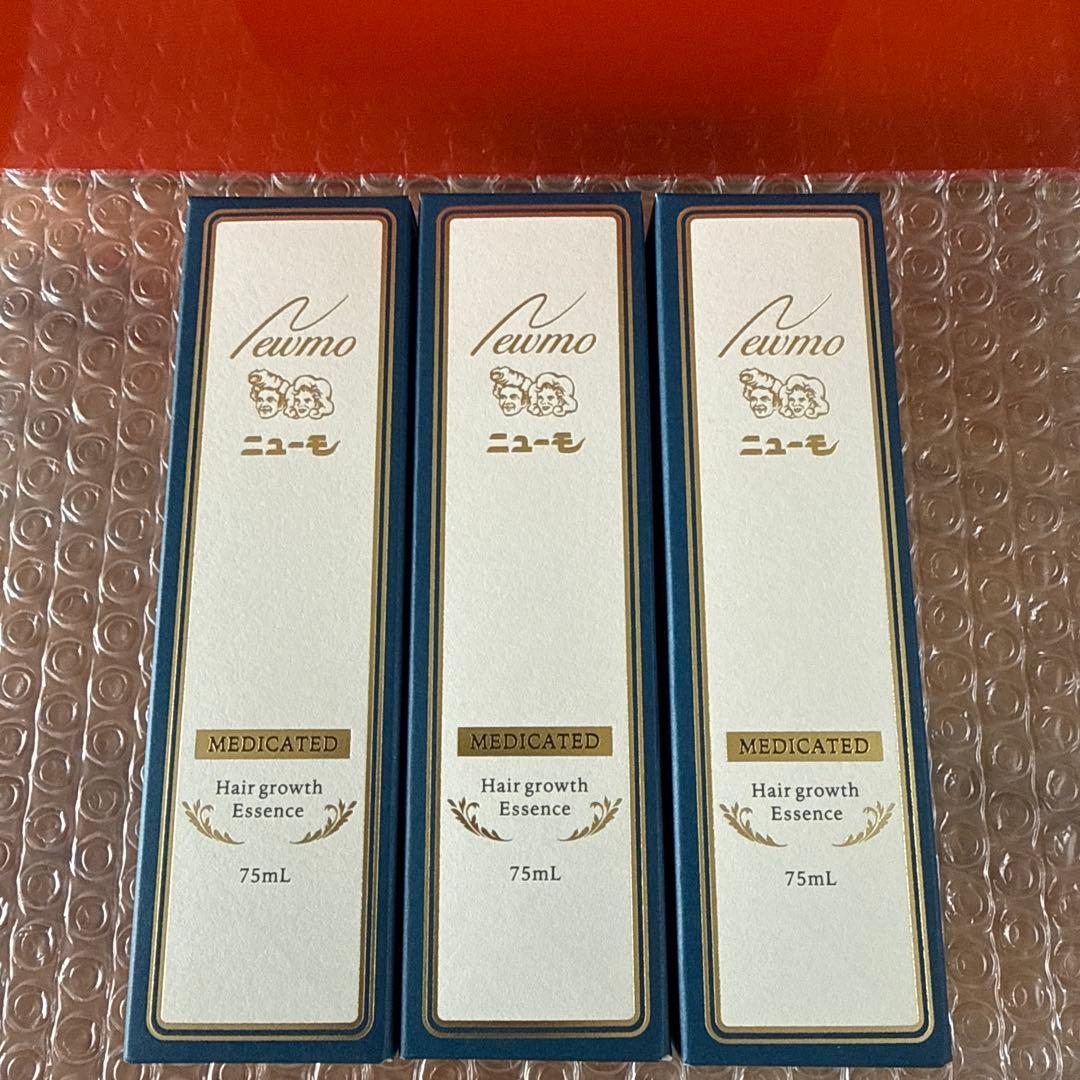 Newmo
ニューモ
MEDICATED
Hair growth
Essence
75mL
Newmo
ニューモ
MEDICATED
Hair growth
Essence
75mL
Newmo
ニューモ
MEDICATED
Hair growth
Essence
75mL